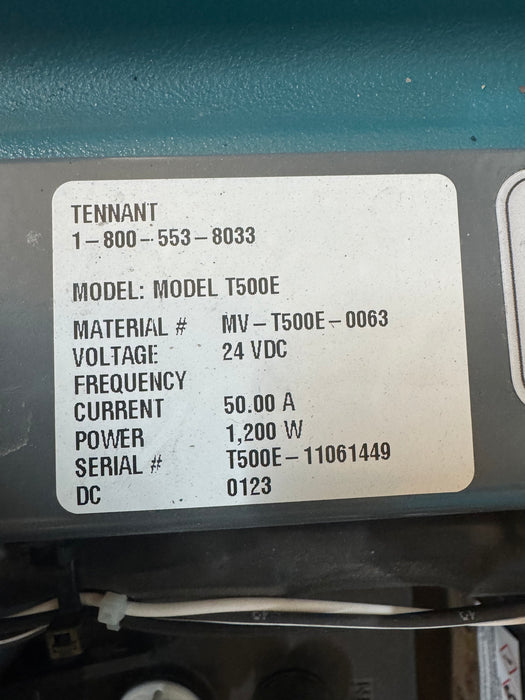 TENNANT
1-800-553-8033
MODEL: MODEL T500E
MATERIAL # MV-T500E-0063
VOLTAGE 24 VDC
FREQUENCY
CURRENT 50.00 A
POWER 1,200 W
SERIAL # T500E-11061449
DC 0123